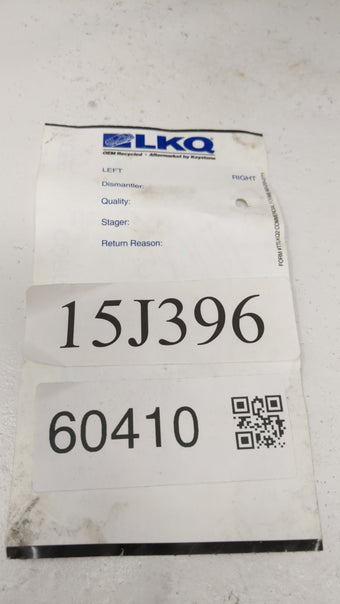 LKQ
OEM Recycled • Aftermarket by Keystone
LEFT
RIGHT
Dismantler:
Quality:
Stager:
Return Reason:
15J396
60410